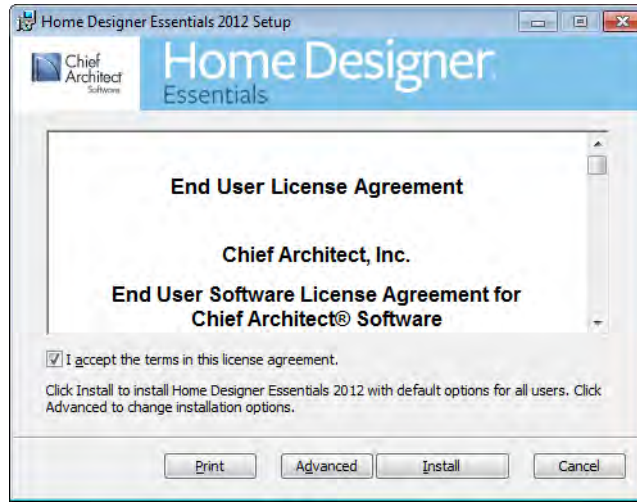 Home Designer Essentials 2012 Setup
Chief
Architect
Software
Home Designer
Essentials
End User License Agreement
Chief Architect, Inc.
End User Software License Agreement for
Chief Architect® Software
I accept the terms in this license agreement.
Click Install to install Home Designer Essentials 2012 with default options for all users. Click
Advanced to change installation options.
Print Advanced Install Cancel